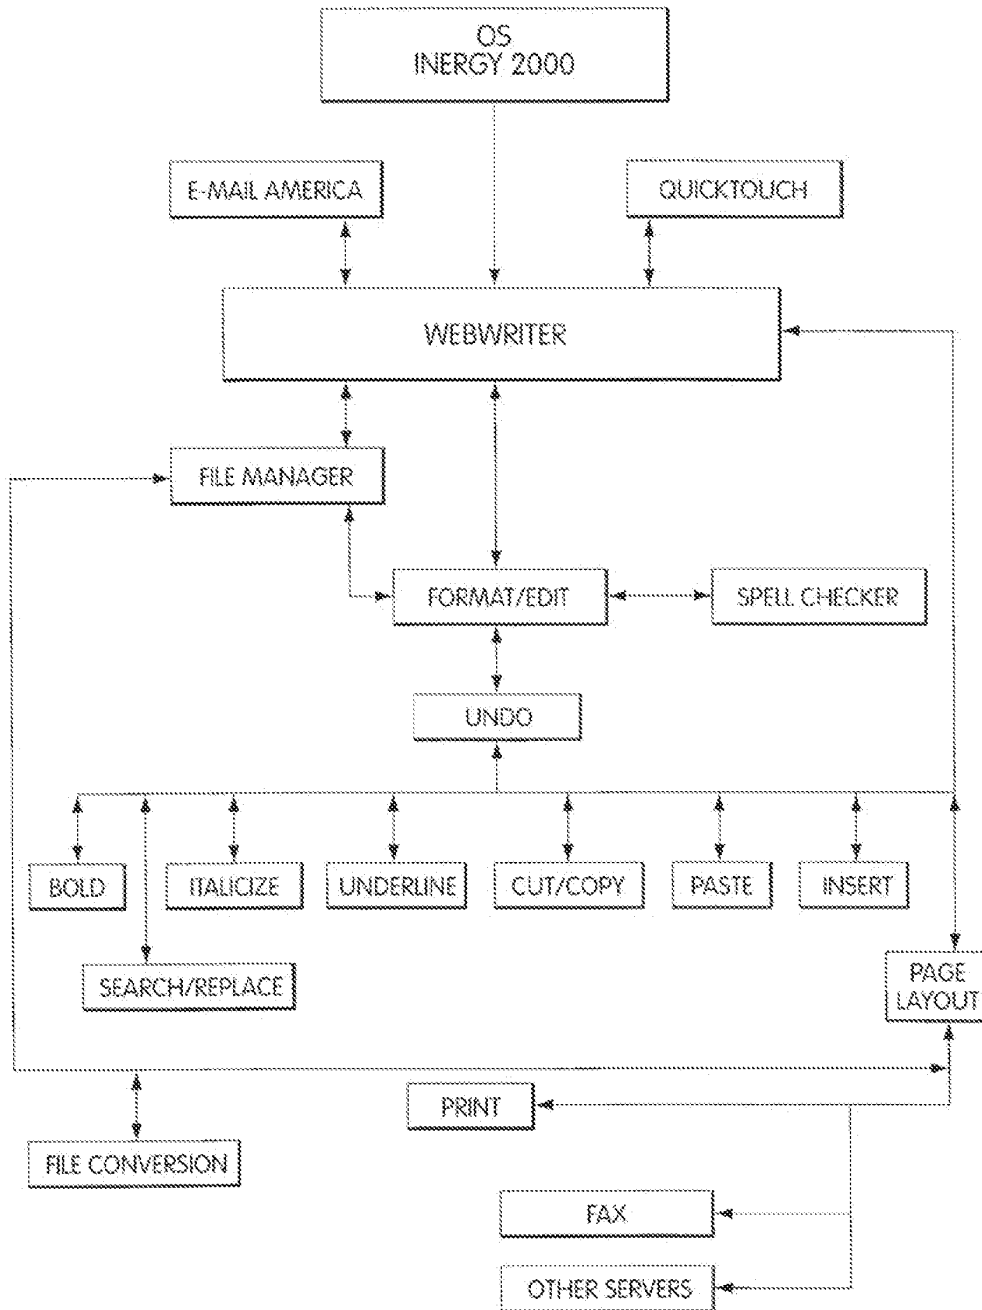 OS
INERGY 2000
E-MAIL AMERICA
QUICKTOUCH
WEBWRITER
FILE MANAGER
FORMAT/EDIT
SPELL CHECKER
UNDO
BOLD
ITALICIZE
UNDERLINE
CUT/COPY
PASTE
INSERT
SEARCH/REPLACE
PAGE
LAYOUT
PRINT
FILE CONVERSION
FAX
OTHER SERVERS